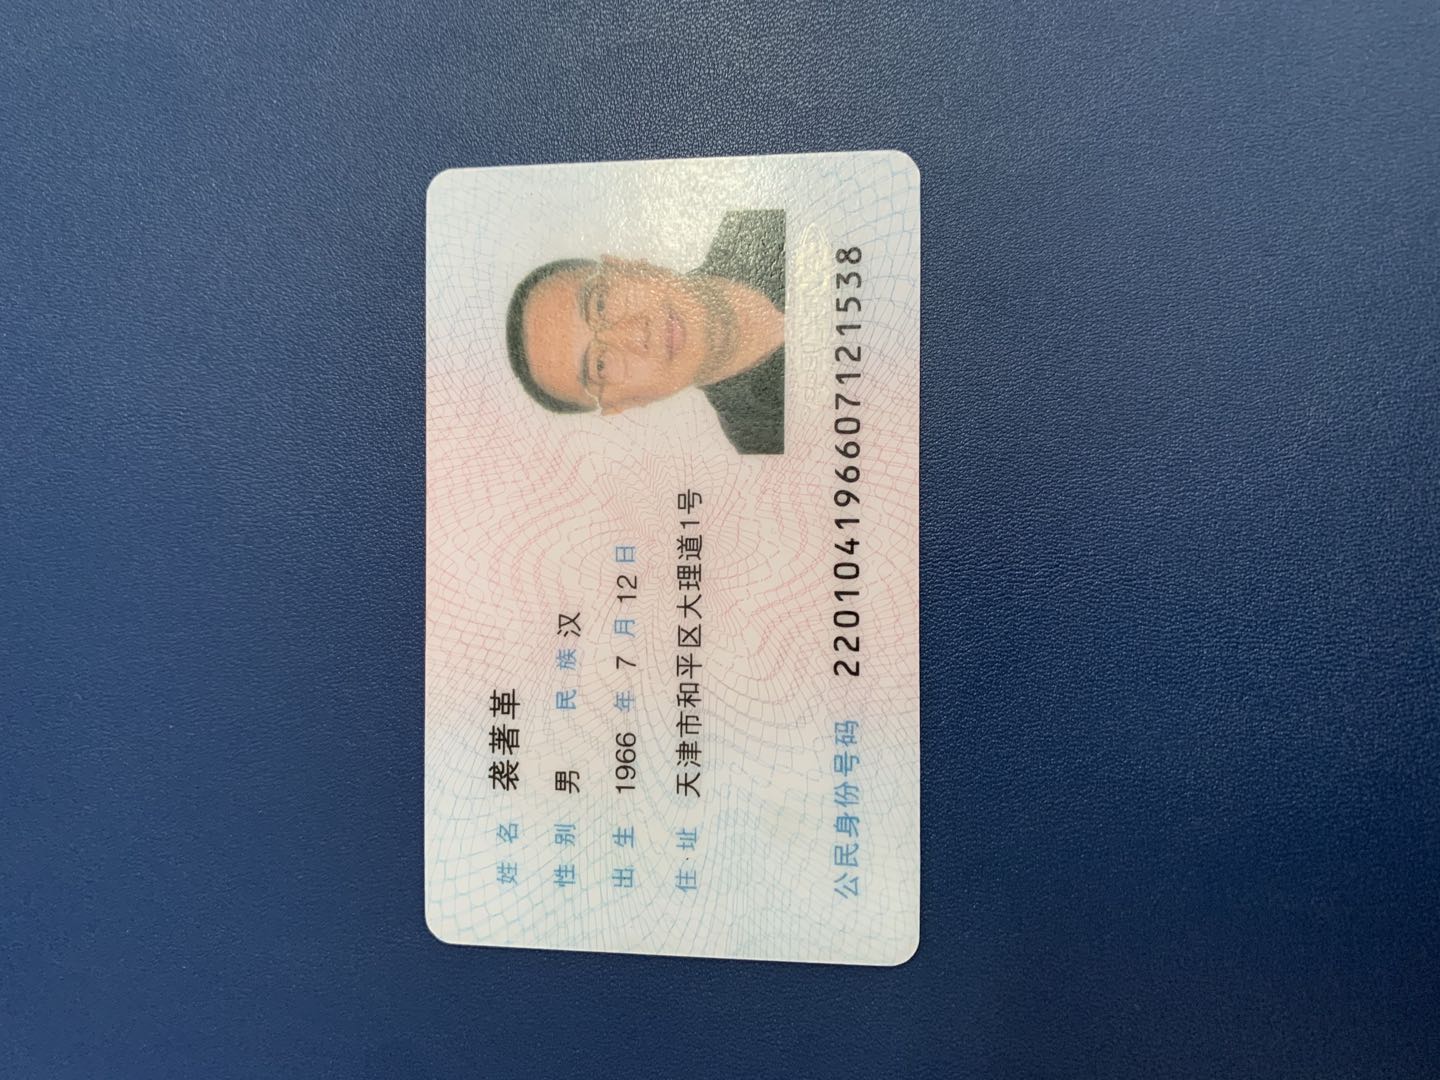 姓名 袭著革
性别 男 民族 汉
出生 1966 年 7 月 12 日
住址 天津市和平区大理道1号
公民身份号码 220104196607121538